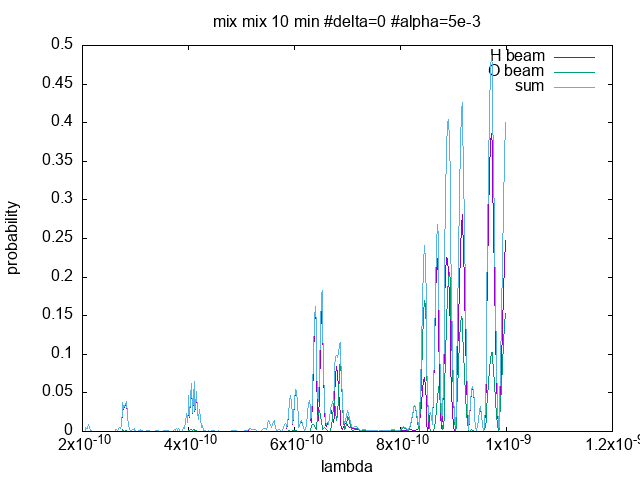 mix mix 10 min #delta=0 #alpha=5e-3
0.5
H beam
O beam
sum
0.45
0.4
0.35
0.3
0.25
0.2
0.15
0.1
0.05
0
probability
2x10⁻¹⁰ 4x10⁻¹⁰ 6x10⁻¹⁰ 8x10⁻¹⁰ 1x10⁻⁹ 1.2x10⁻⁹
lambda